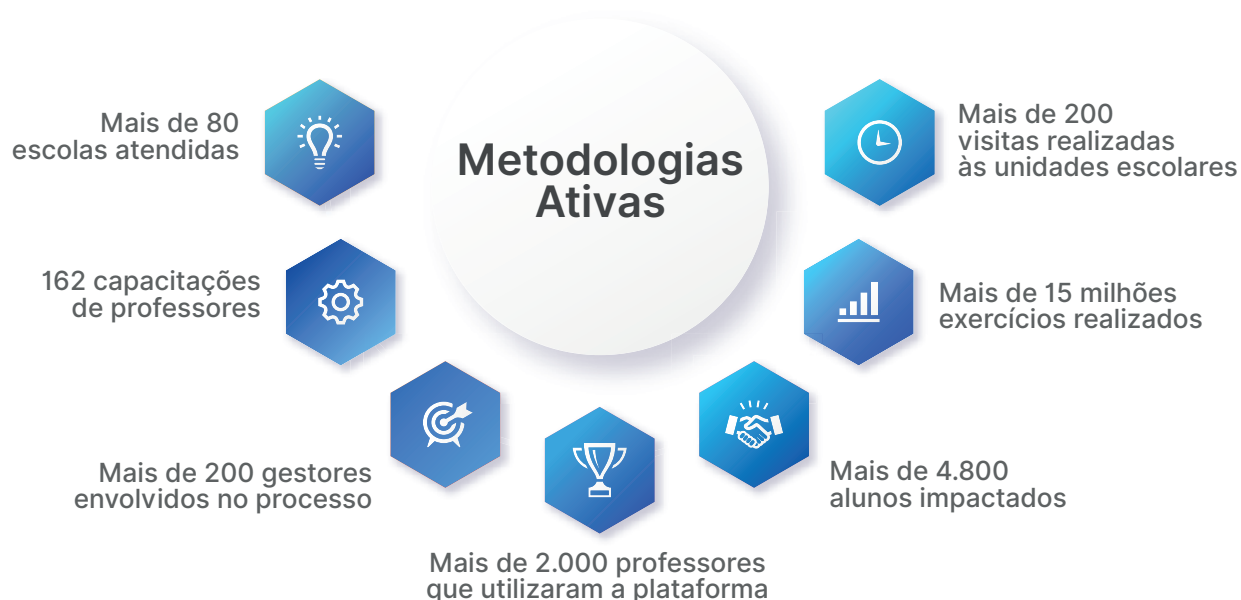 Metodologias
Ativas
Mais de 80
escolas atendidas
162 capacitações
de professores
Mais de 200 gestores
envolvidos no processo
Mais de 2.000 professores
que utilizaram a plataforma
Mais de 4.800
alunos impactados
Mais de 15 milhões
exercícios realizados
Mais de 200
visitas realizadas
às unidades escolares